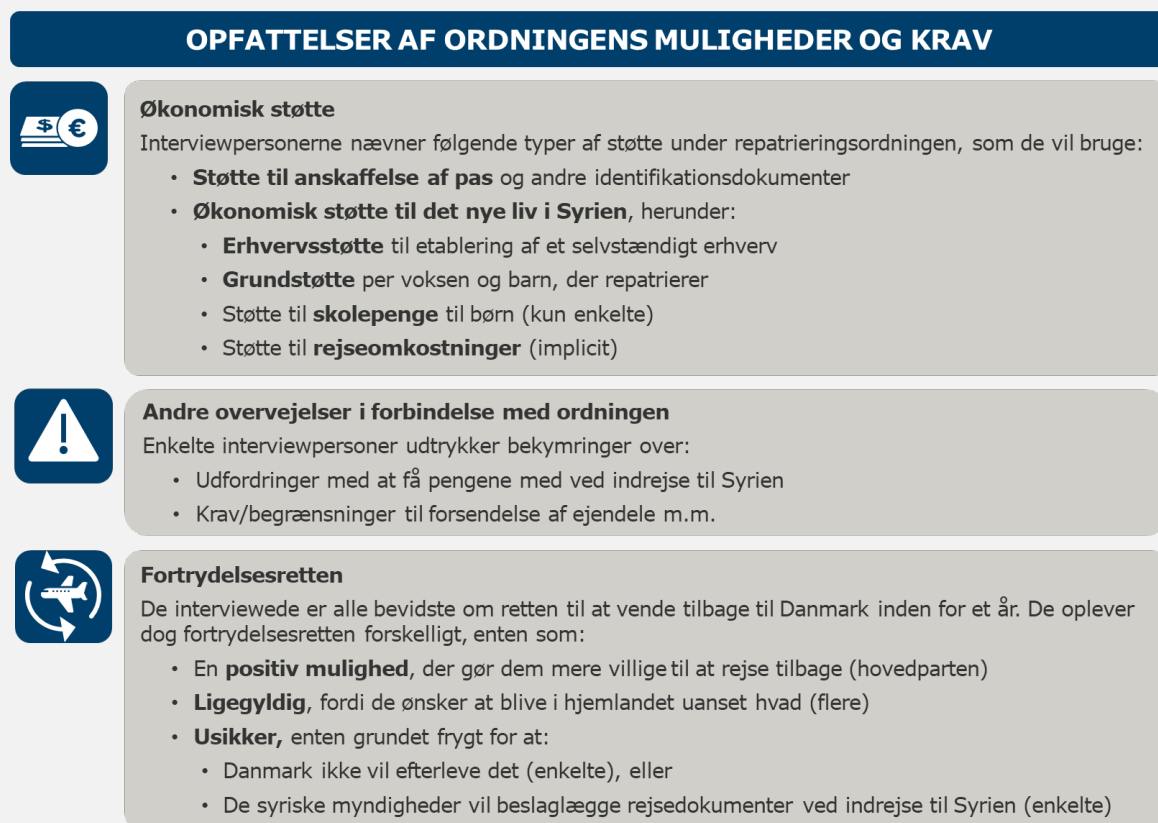 OPFATTELSER AF ORDNINGENS MULIGHEDER OG KRAV
$ €
Økonomisk støtte
Interviewpersonerne nævner følgende typer af støtte under repatrieringsordningen, som de vil bruge:
• Støtte til anskaffelse af pas og andre identifikationsdokumenter
• Økonomisk støtte til det nye liv i Syrien, herunder:
• Erhvervsstøtte til etablering af et selvstændigt erhverv
• Grundstøtte per voksen og barn, der repatrierer
• Støtte til skolepenge til børn (kun enkelte)
• Støtte til rejseomkostninger (implicit)
Andre overvejelser i forbindelse med ordningen
Enkelte interviewpersoner udtrykker bekymringer over:
• Udfordringer med at få pengene med ved indrejse til Syrien
• Krav/begrænsninger til forsendelse af ejendele m.m.
Fortrydelsesretten
De interviewede er alle bevidste om retten til at vende tilbage til Danmark inden for et år. De oplever
dog fortrydelsesretten forskelligt, enten som:
• En positiv mulighed, der gør dem mere villige til at rejse tilbage (hovedparten)
• Ligegyldig, fordi de ønsker at blive i hjemlandet uanset hvad (flere)
• Usikker, enten grundet frygt for at:
• Danmark ikke vil efterleve det (enkelte), eller
• De syriske myndigheder vil beslaglægge rejsedokumenter ved indrejse til Syrien (enkelte)